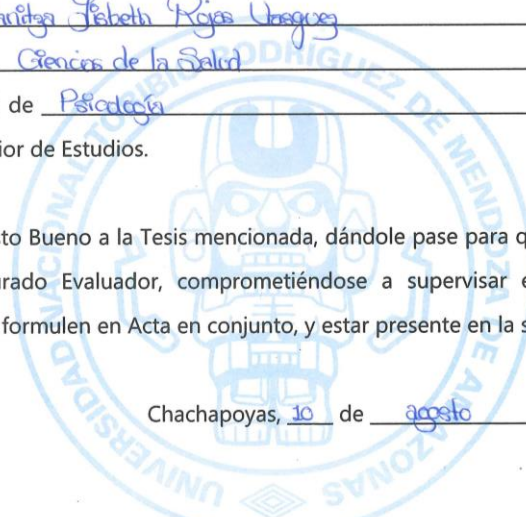 Lisbeth Rojas Vasquez
Ciencias de la Salud
de Psicología
ior de Estudios.
to Bueno a la Tesis mencionada, dándole pase para q
urado Evaluador, comprometiéndose a supervisar e
formulen en Acta en conjunto, y estar presente en la s
Chachapoyas, 10 de agosto
UNIVERSIDAD NACIONAL TORIBIO RODRIGUEZ DE MENDOZA DE AMAZONAS